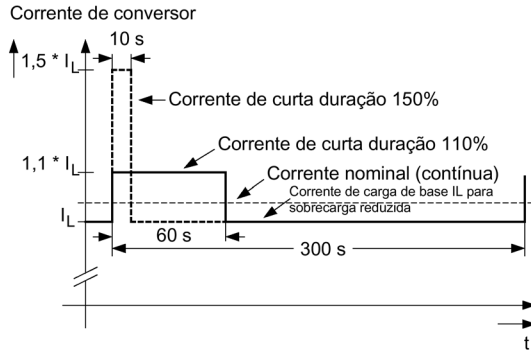 Corrente de conversor
10 s
1,5 * IL
Corrente de curta duração 150%
Corrente de curta duração 110%
1,1 * IL
Corrente nominal (contínua)
Corrente de carga de base IL para
sobrecarga reduzida
IL
60 s
300 s
t